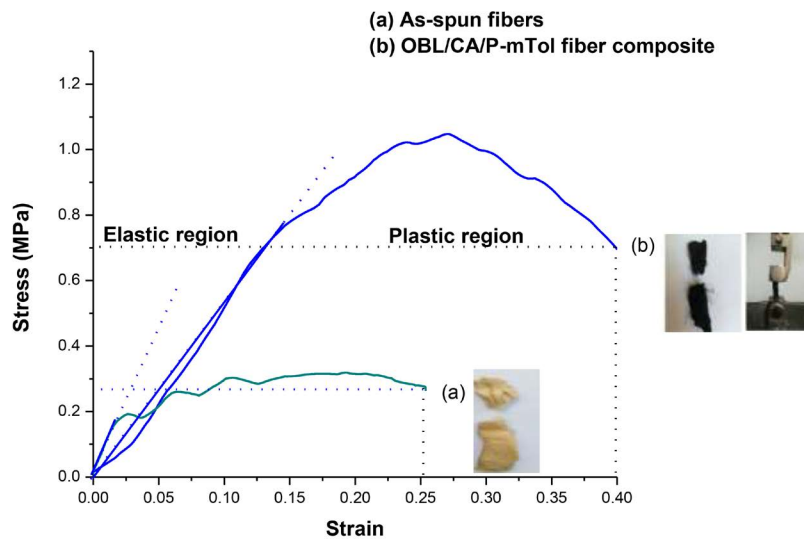 (a) As-spun fibers
(b) OBL/CA/P-mTol fiber composite
1.2
1.0
0.8
Elastic region Plastic region
(b)
0.6
Stress (MPa)
0.4
(a)
0.2
0.0
0.00 0.05 0.10 0.15 0.20 0.25 0.30 0.35 0.40
Strain